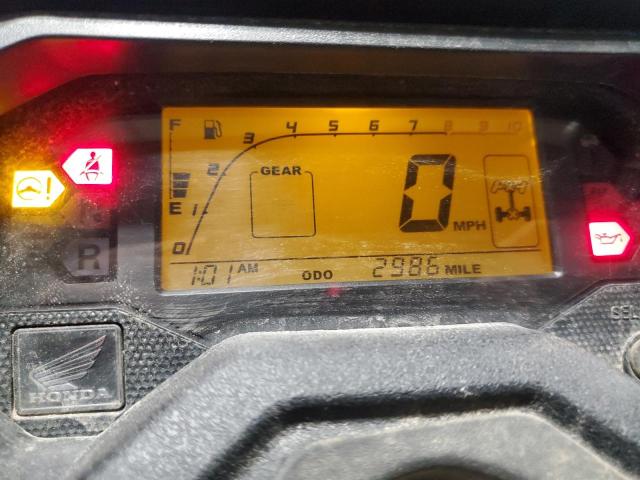 F 4 5 6 7 8 9 10
3
2
GEAR
E 1
0
0 MPH
R
1:01 AM ODO 2986 MILE
HONDA